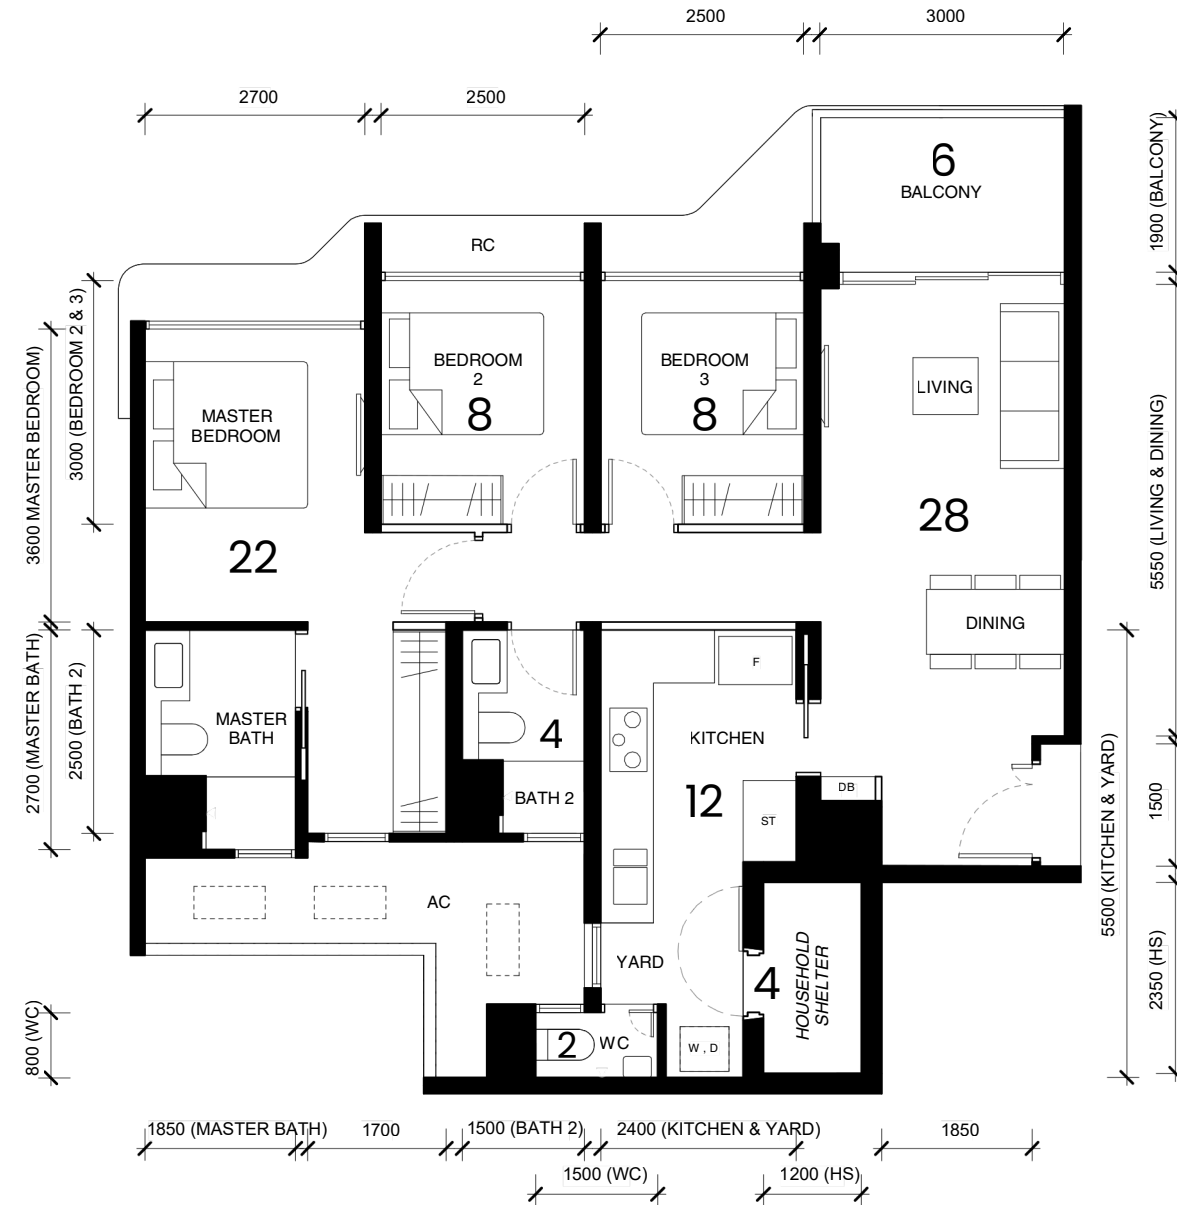 2500
3000
2700
2500
6
BALCONY
1900 (BALCONY)
RC
3000 (BEDROOM 2 & 3)
3600 MASTER BEDROOM)
BEDROOM
2
8
BEDROOM
3
8
LIVING
MASTER
BEDROOM
5550 (LIVING & DINING)
28
22
DINING
F
2700 (MASTER BATH)
2500 (BATH 2)
MASTER
BATH
4
BATH 2
KITCHEN
12
DB
ST
1500
5500 (KITCHEN & YARD)
AC
YARD
4
HOUSEHOLD
SHELTER
2350 (HS)
800 (WC)
2
WC
W , D
1850 (MASTER BATH)
1700
1500 (BATH 2)
2400 (KITCHEN & YARD)
1850
1500 (WC)
1200 (HS)